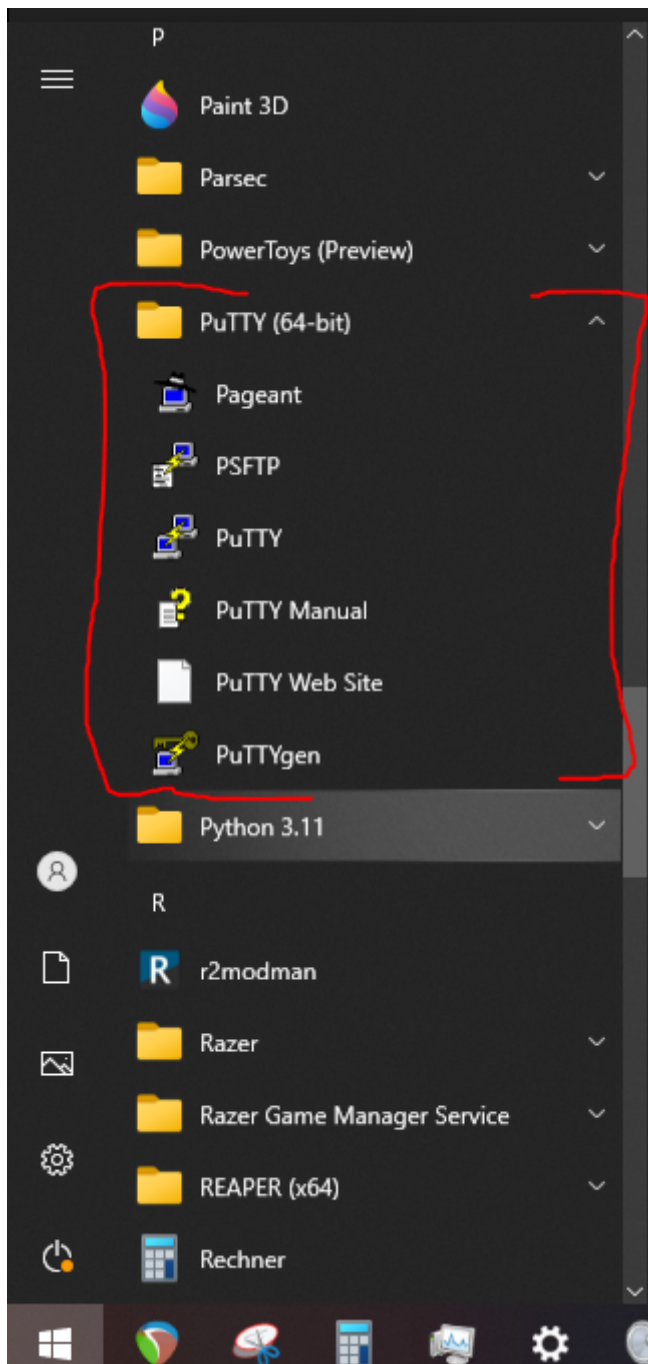 P
Paint 3D
Parsec
PowerToys (Preview)
PuTTY (64-bit)
Pageant
PSFTP
PuTTY
PuTTY Manual
PuTTY Web Site
PuTTYgen
Python 3.11
R
R r2modman
Razer
Razer Game Manager Service
REAPER (x64)
Rechner